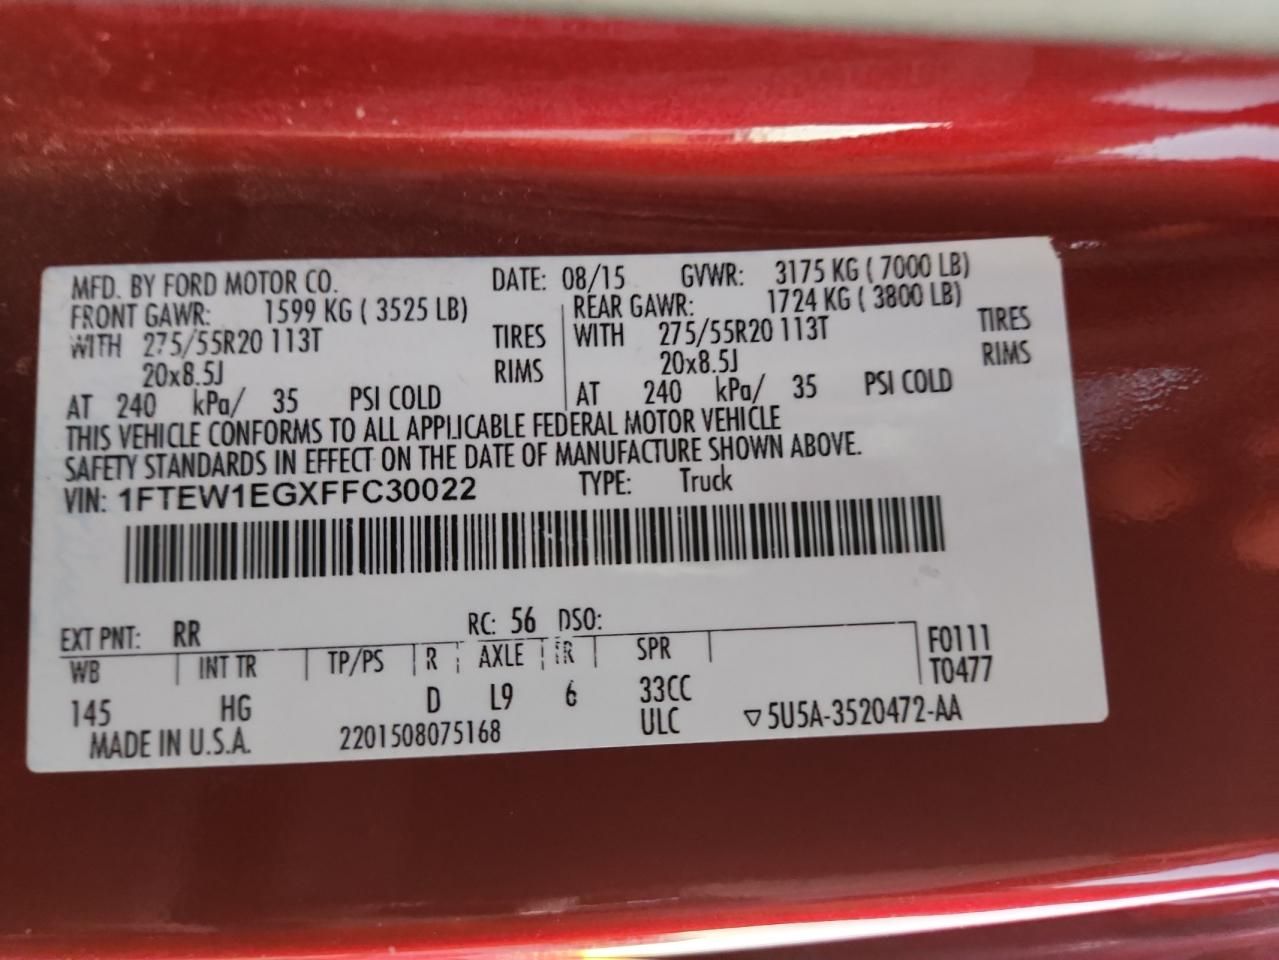 MFD. BY FORD MOTOR CO. DATE: 08/15 GVWR: 3175 KG ( 7000 LB)
FRONT GAWR: 1599 KG ( 3525 LB) REAR GAWR: 1724 KG ( 3800 LB)
WITH 275/55R20 113T TIRES WITH 275/55R20 113T TIRES
20x8.5J RIMS 20x8.5J RIMS
AT 240 kPa/ 35 PSI COLD AT 240 kPa/ 35 PSI COLD
THIS VEHICLE CONFORMS TO ALL APPLICABLE FEDERAL MOTOR VEHICLE
SAFETY STANDARDS IN EFFECT ON THE DATE OF MANUFACTURE SHOWN ABOVE.
VIN: 1FTEW1EGXFFC30022 TYPE: Truck
EXT PNT: RR RC: 56 DSO:
WB INT TR TP/PS R AXLE TR SPR F0111
T0477
145 HG D L9 6 33CC
MADE IN U.S.A. 2201508075168 ULC ▽5U5A-3520472-AA